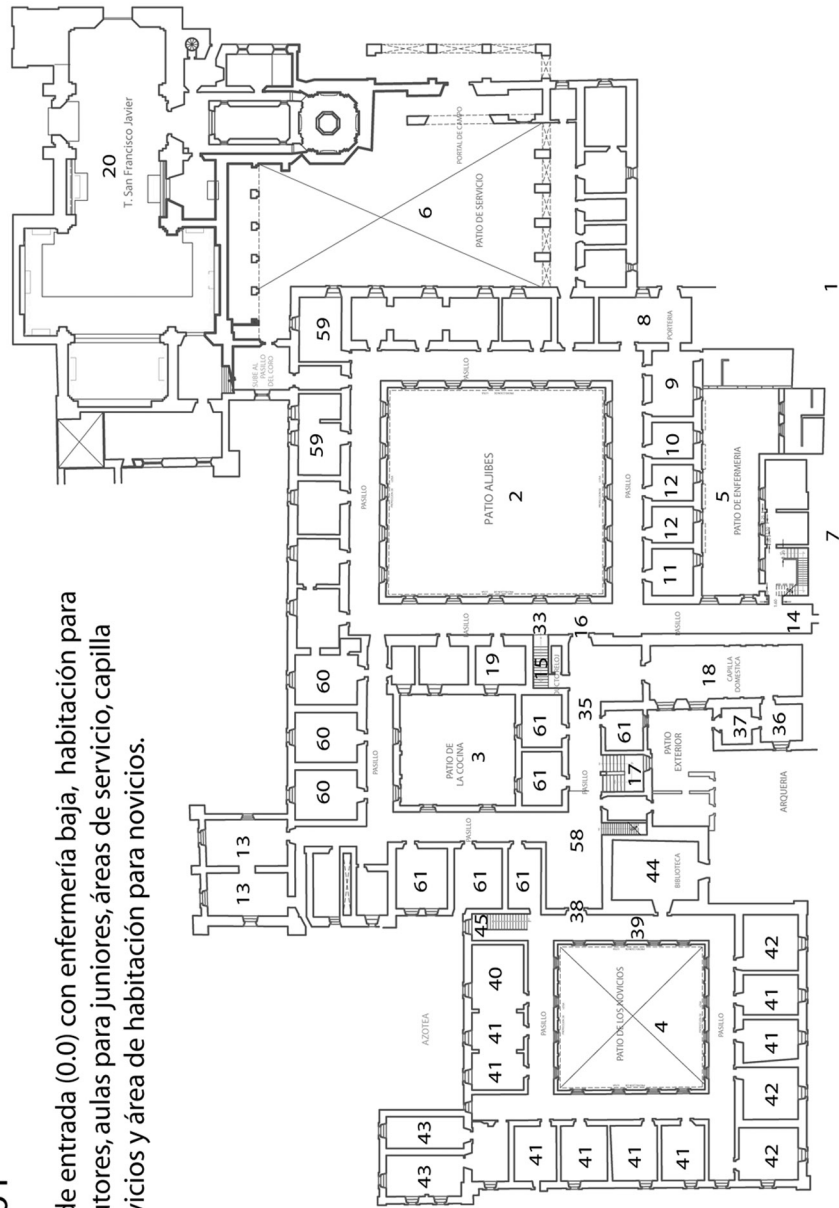 de entrada (0.0) con enfermería baja, habitación para
utores, aulas para juniores, áreas de servicio, capilla
vicios y área de habitación para novicios.
20
T. San Francisco Javier
13
13
SUBE AL
PASILLO
DEL CORO
60
60
60
59
59
PASILLO
PASILLO
AZOTEA
43
43
61
61
61
45
40
41
41
PASILLO
PASILLO
PATIO DE
LA COCINA
3
19
PASILLO
PATIO ALJIBES
2
PASILLO
6
PATIO DE SERVICIO
PORTAL DE CAMPO
15
33
16
61
61
35
PASILLO
58
38
39
61
17
PATIO DE LOS NOVICIOS
4
41
41
41
41
44
BIBLIOTECA
PATIO
EXTERIOR
18
CAPILLA
DOMESTICA
37
36
PASILLO
PASILLO
11
12
12
10
9
8
PORTERIA
5
PATIO DE ENFERMERIA
14
ARQUERIA
PASILLO
42
42
41
41
42
7
1